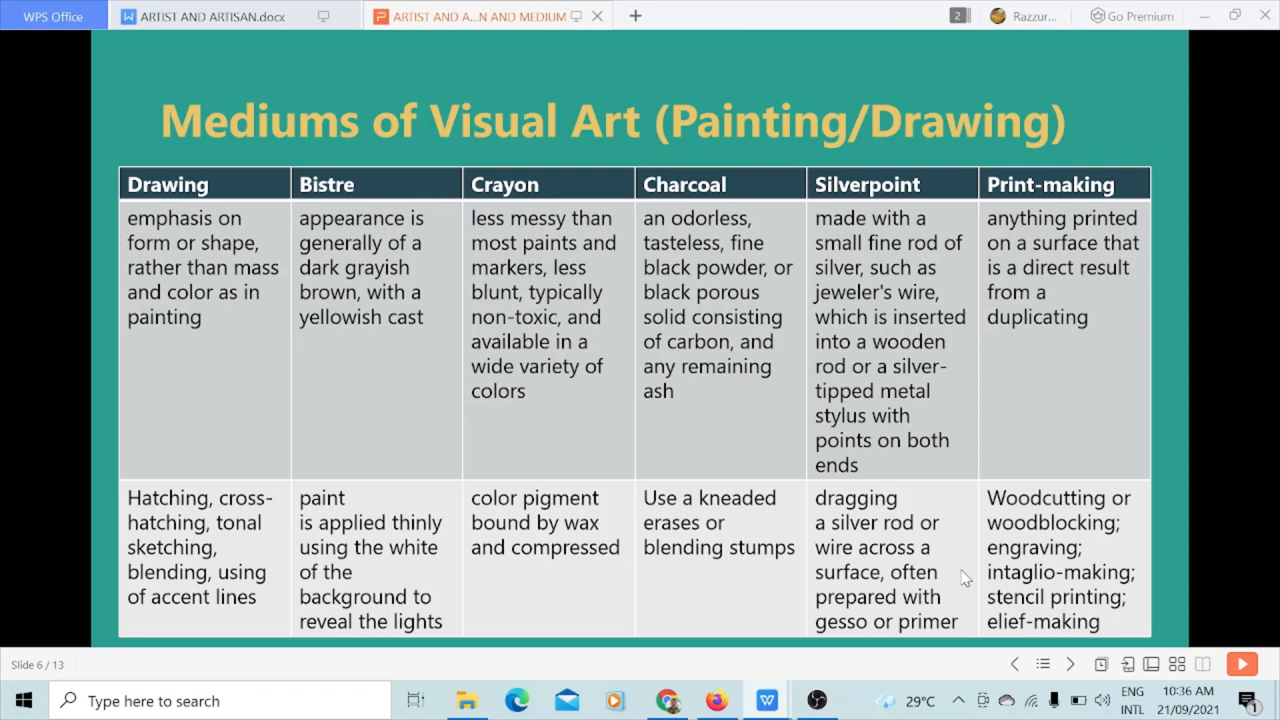 WPS Office
ARTIST AND ARTISAN.docx
ARTIST AND A...N AND MEDIUM
2
Razzur...
Go Premium
Mediums of Visual Art (Painting/Drawing)
Drawing
Bistre
Crayon
Charcoal
Silverpoint
Print-making
emphasis on
form or shape,
rather than mass
and color as in
painting
appearance is
generally of a
dark grayish
brown, with a
yellowish cast
less messy than
most paints and
markers, less
blunt, typically
non-toxic, and
available in a
wide variety of
colors
an odorless,
tasteless, fine
black powder, or
black porous
solid consisting
of carbon, and
any remaining
ash
made with a
small fine rod of
silver, such as
jeweler's wire,
which is inserted
into a wooden
rod or a silver-
tipped metal
stylus with
points on both
ends
anything printed
on a surface that
is a direct result
from a
duplicating
Hatching, cross-
hatching, tonal
sketching,
blending, using
of accent lines
paint
is applied thinly
using the white
of the
background to
reveal the lights
color pigment
bound by wax
and compressed
Use a kneaded
erases or
blending stumps
dragging
a silver rod or
wire across a
surface, often
prepared with
gesso or primer
Woodcutting or
woodblocking;
engraving;
intaglio-making;
stencil printing;
elief-making
Slide 6 / 13
Type here to search
29°C
ENG
INTL
10:36 AM
21/09/2021
1